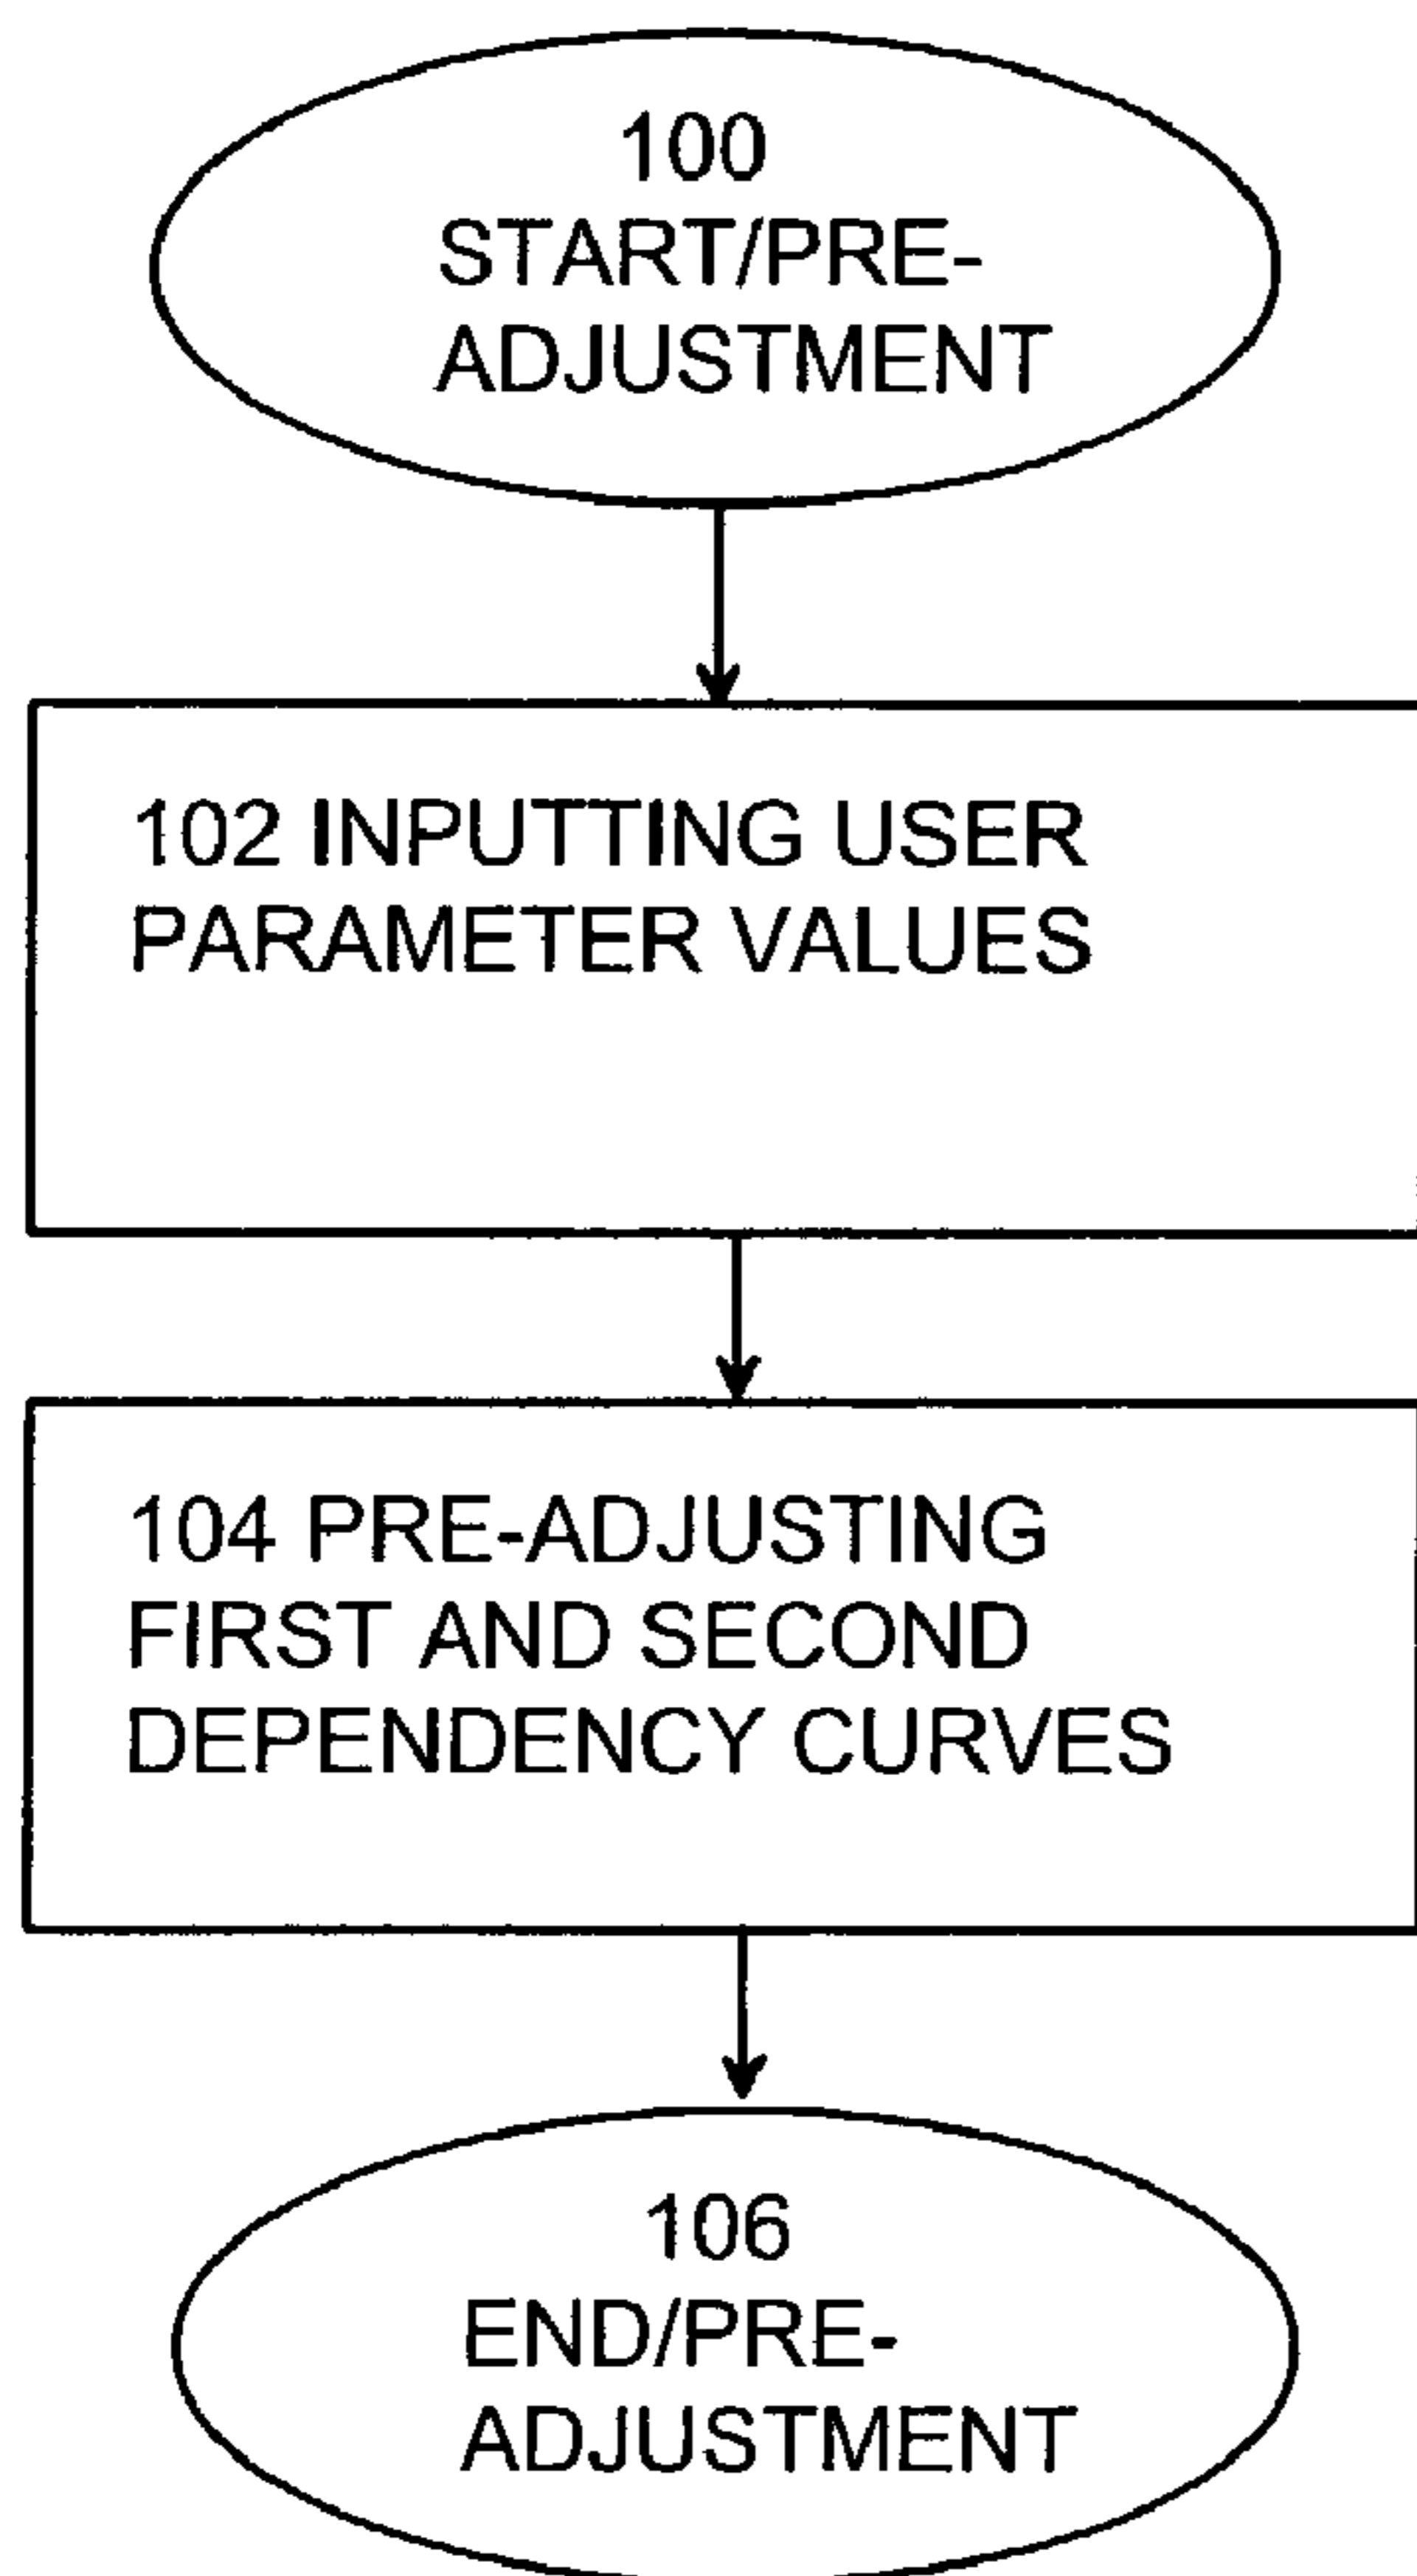 100
START/PRE-
ADJUSTMENT
102 INPUTTING USER
PARAMETER VALUES
104 PRE-ADJUSTING
FIRST AND SECOND
DEPENDENCY CURVES
106
END/PRE-
ADJUSTMENT